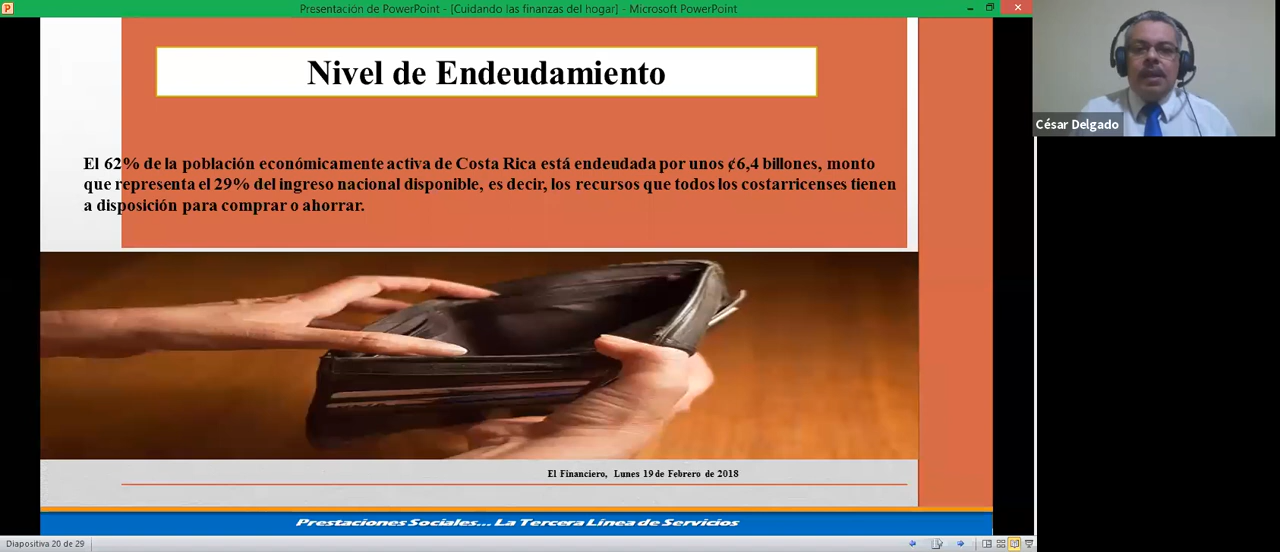 Presentación de PowerPoint - [Cuidando las finanzas del hogar] - Microsoft PowerPoint
Nivel de Endeudamiento
César Delgado
El 62% de la población económicamente activa de Costa Rica está endeudada por unos ¢6,4 billones, monto
que representa el 29% del ingreso nacional disponible, es decir, los recursos que todos los costarricenses tienen
a disposición para comprar o ahorrar.
El Financiero, Lunes 19 de Febrero de 2018
Prestaciones Sociales... La Tercera Línea de Servicios
Diapositiva 20 de 29